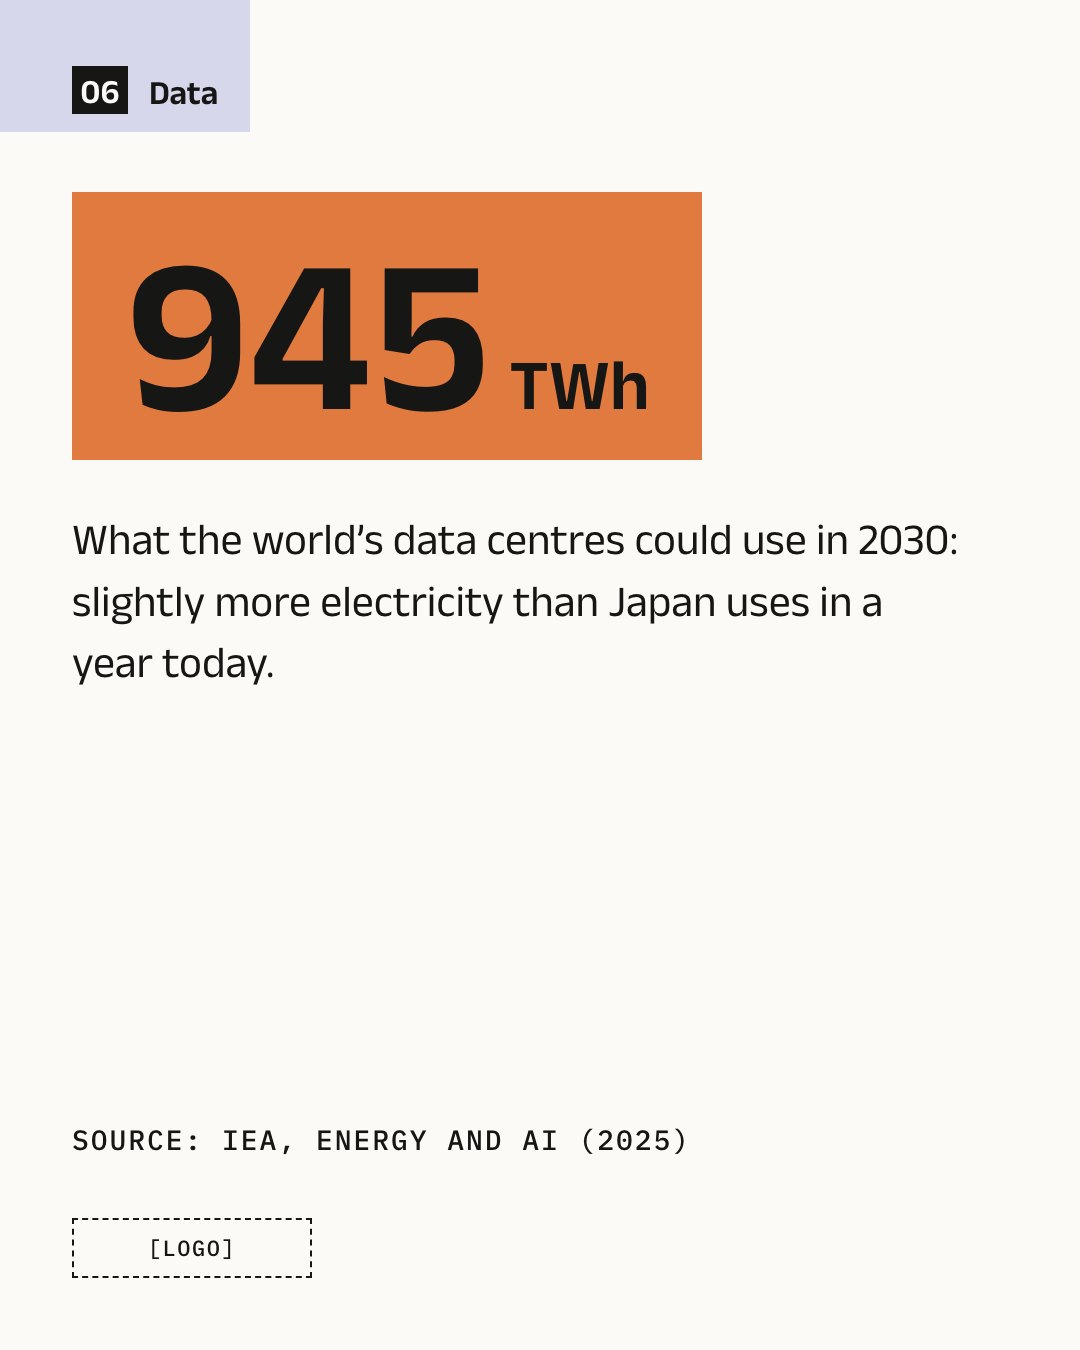 06 Data
945 TWh
What the world’s data centres could use in 2030:
slightly more electricity than Japan uses in a
year today.
SOURCE: IEA, ENERGY AND AI (2025)
[LOGO]